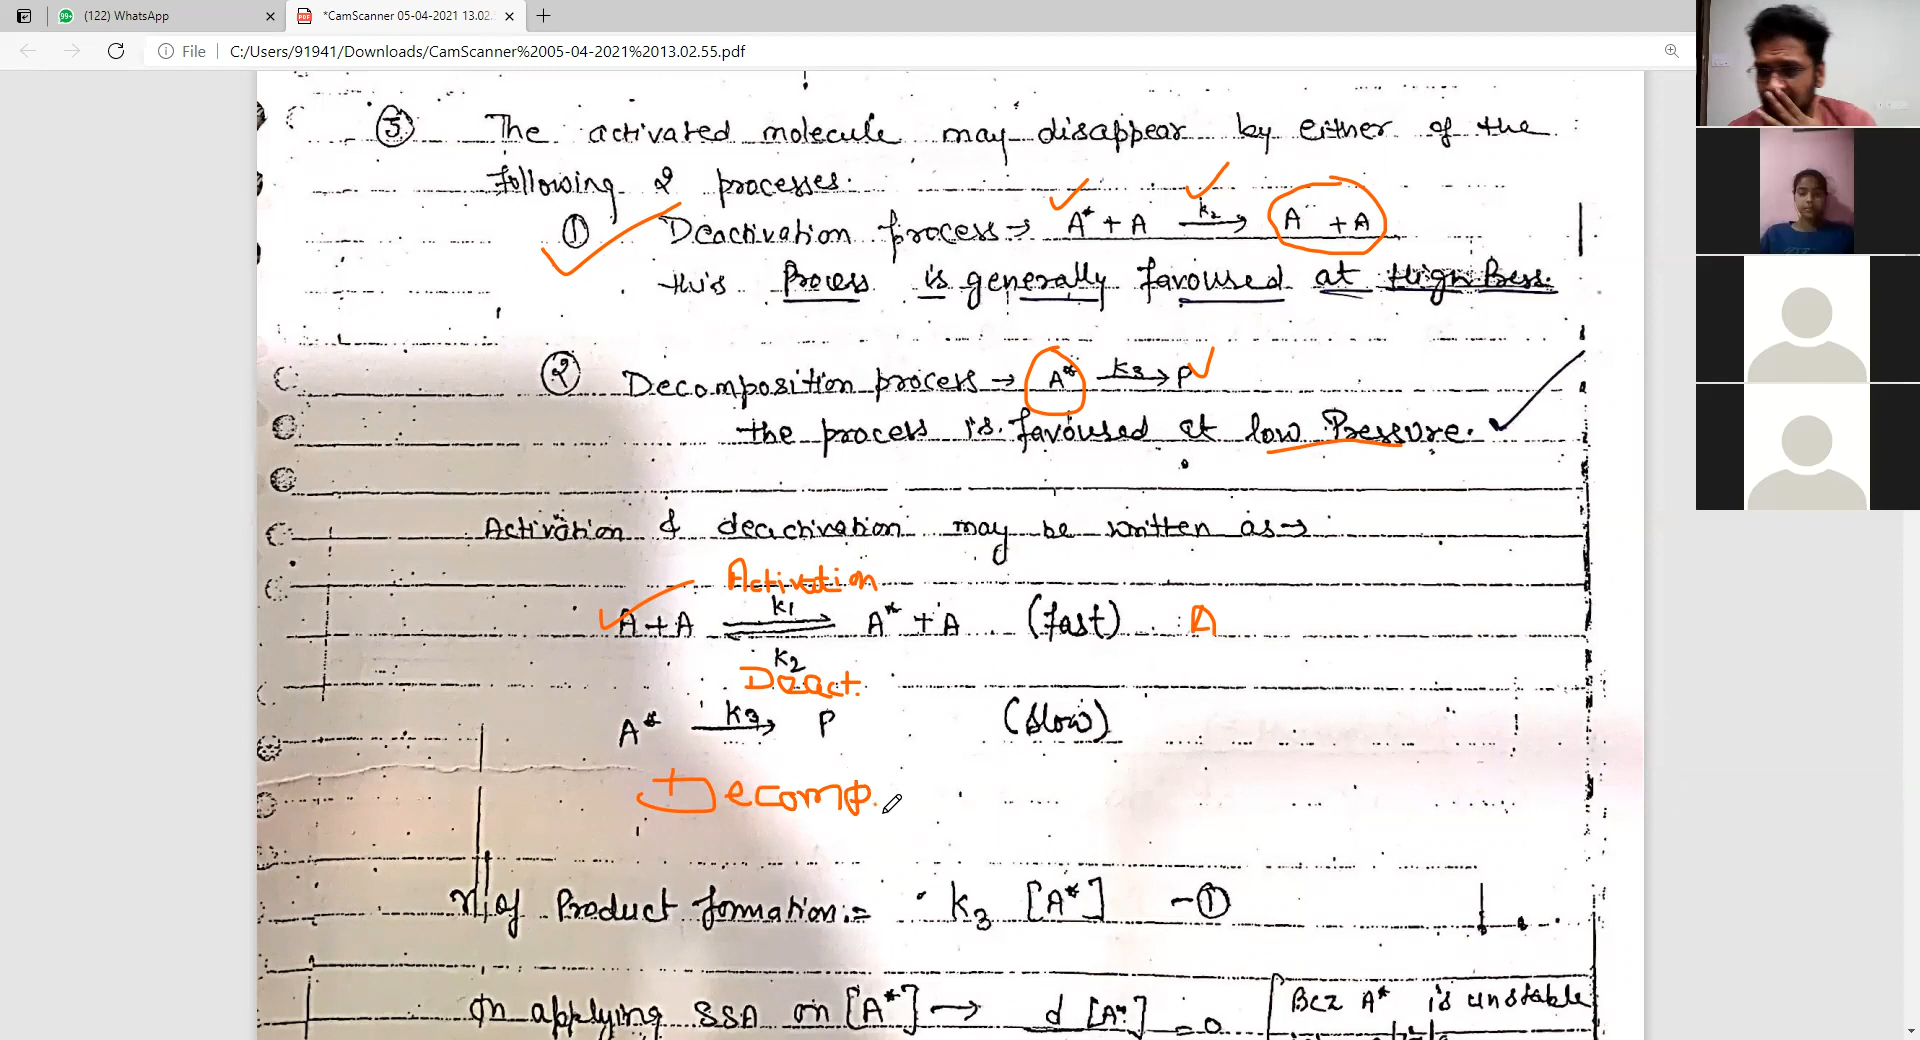 (122) WhatsApp
*CamScanner 05-04-2021 13.02.
File C:/Users/91941/Downloads/CamScanner%2005-04-2021%2013.02.55.pdf
③ The activated molecule may disappear by either of the
following 2 processes.
① Deactivation process → A* + A k2→ A + A
this Process is generally favoused at High Press.
② Decomposition process → A* k3→ P
the process is favoused at low Pressure.
Activation & deactivation may be written as→
Activation
A + A k1 ⇌ A* + A (fast) A
k2
Deact.
A* k3→ P (slow)
Decomp.
r of Product formation := k3 [A*] -①
On applying SSA on [A*] → d [A*] = 0 [Bcz A* is unstable